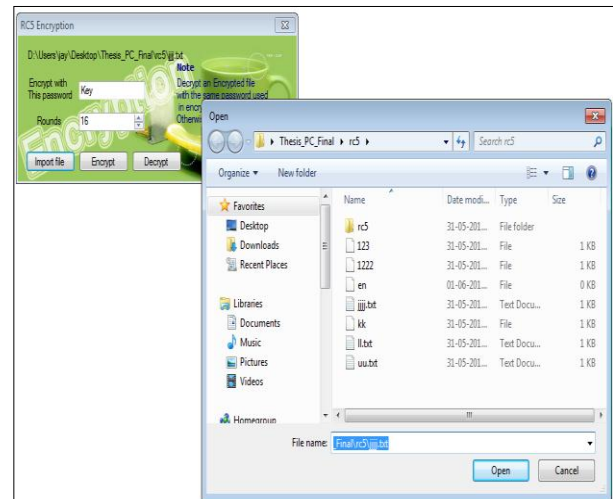 RC5 Encryption
D:\Users\jay\Desktop\Thesis_PC_Final\rc5\jjjj.txt
Note
Encrypt with
This password
Key
Decrypt an Encrypted file
with the same password used
in encry
Otherwi
Rounds
16
Encryption
Import file
Encrypt
Decrypt
Open
Thesis_PC_Final
rc5
Search rc5
Organize
New folder
Favorites
Desktop
Downloads
Recent Places
Libraries
Documents
Music
Pictures
Videos
Homegroup
Name
Date modi...
Type
Size
rc5
31-05-201...
File folder
123
31-05-201...
File
1 KB
1222
31-05-201...
File
1 KB
en
01-06-201...
File
0 KB
jjjj.txt
31-05-201...
Text Docu...
1 KB
kk
31-05-201...
File
1 KB
ll.txt
31-05-201...
Text Docu...
1 KB
uu.txt
31-05-201...
Text Docu...
1 KB
File name:
_Final\rc5\jjjj.txt
Open
Cancel